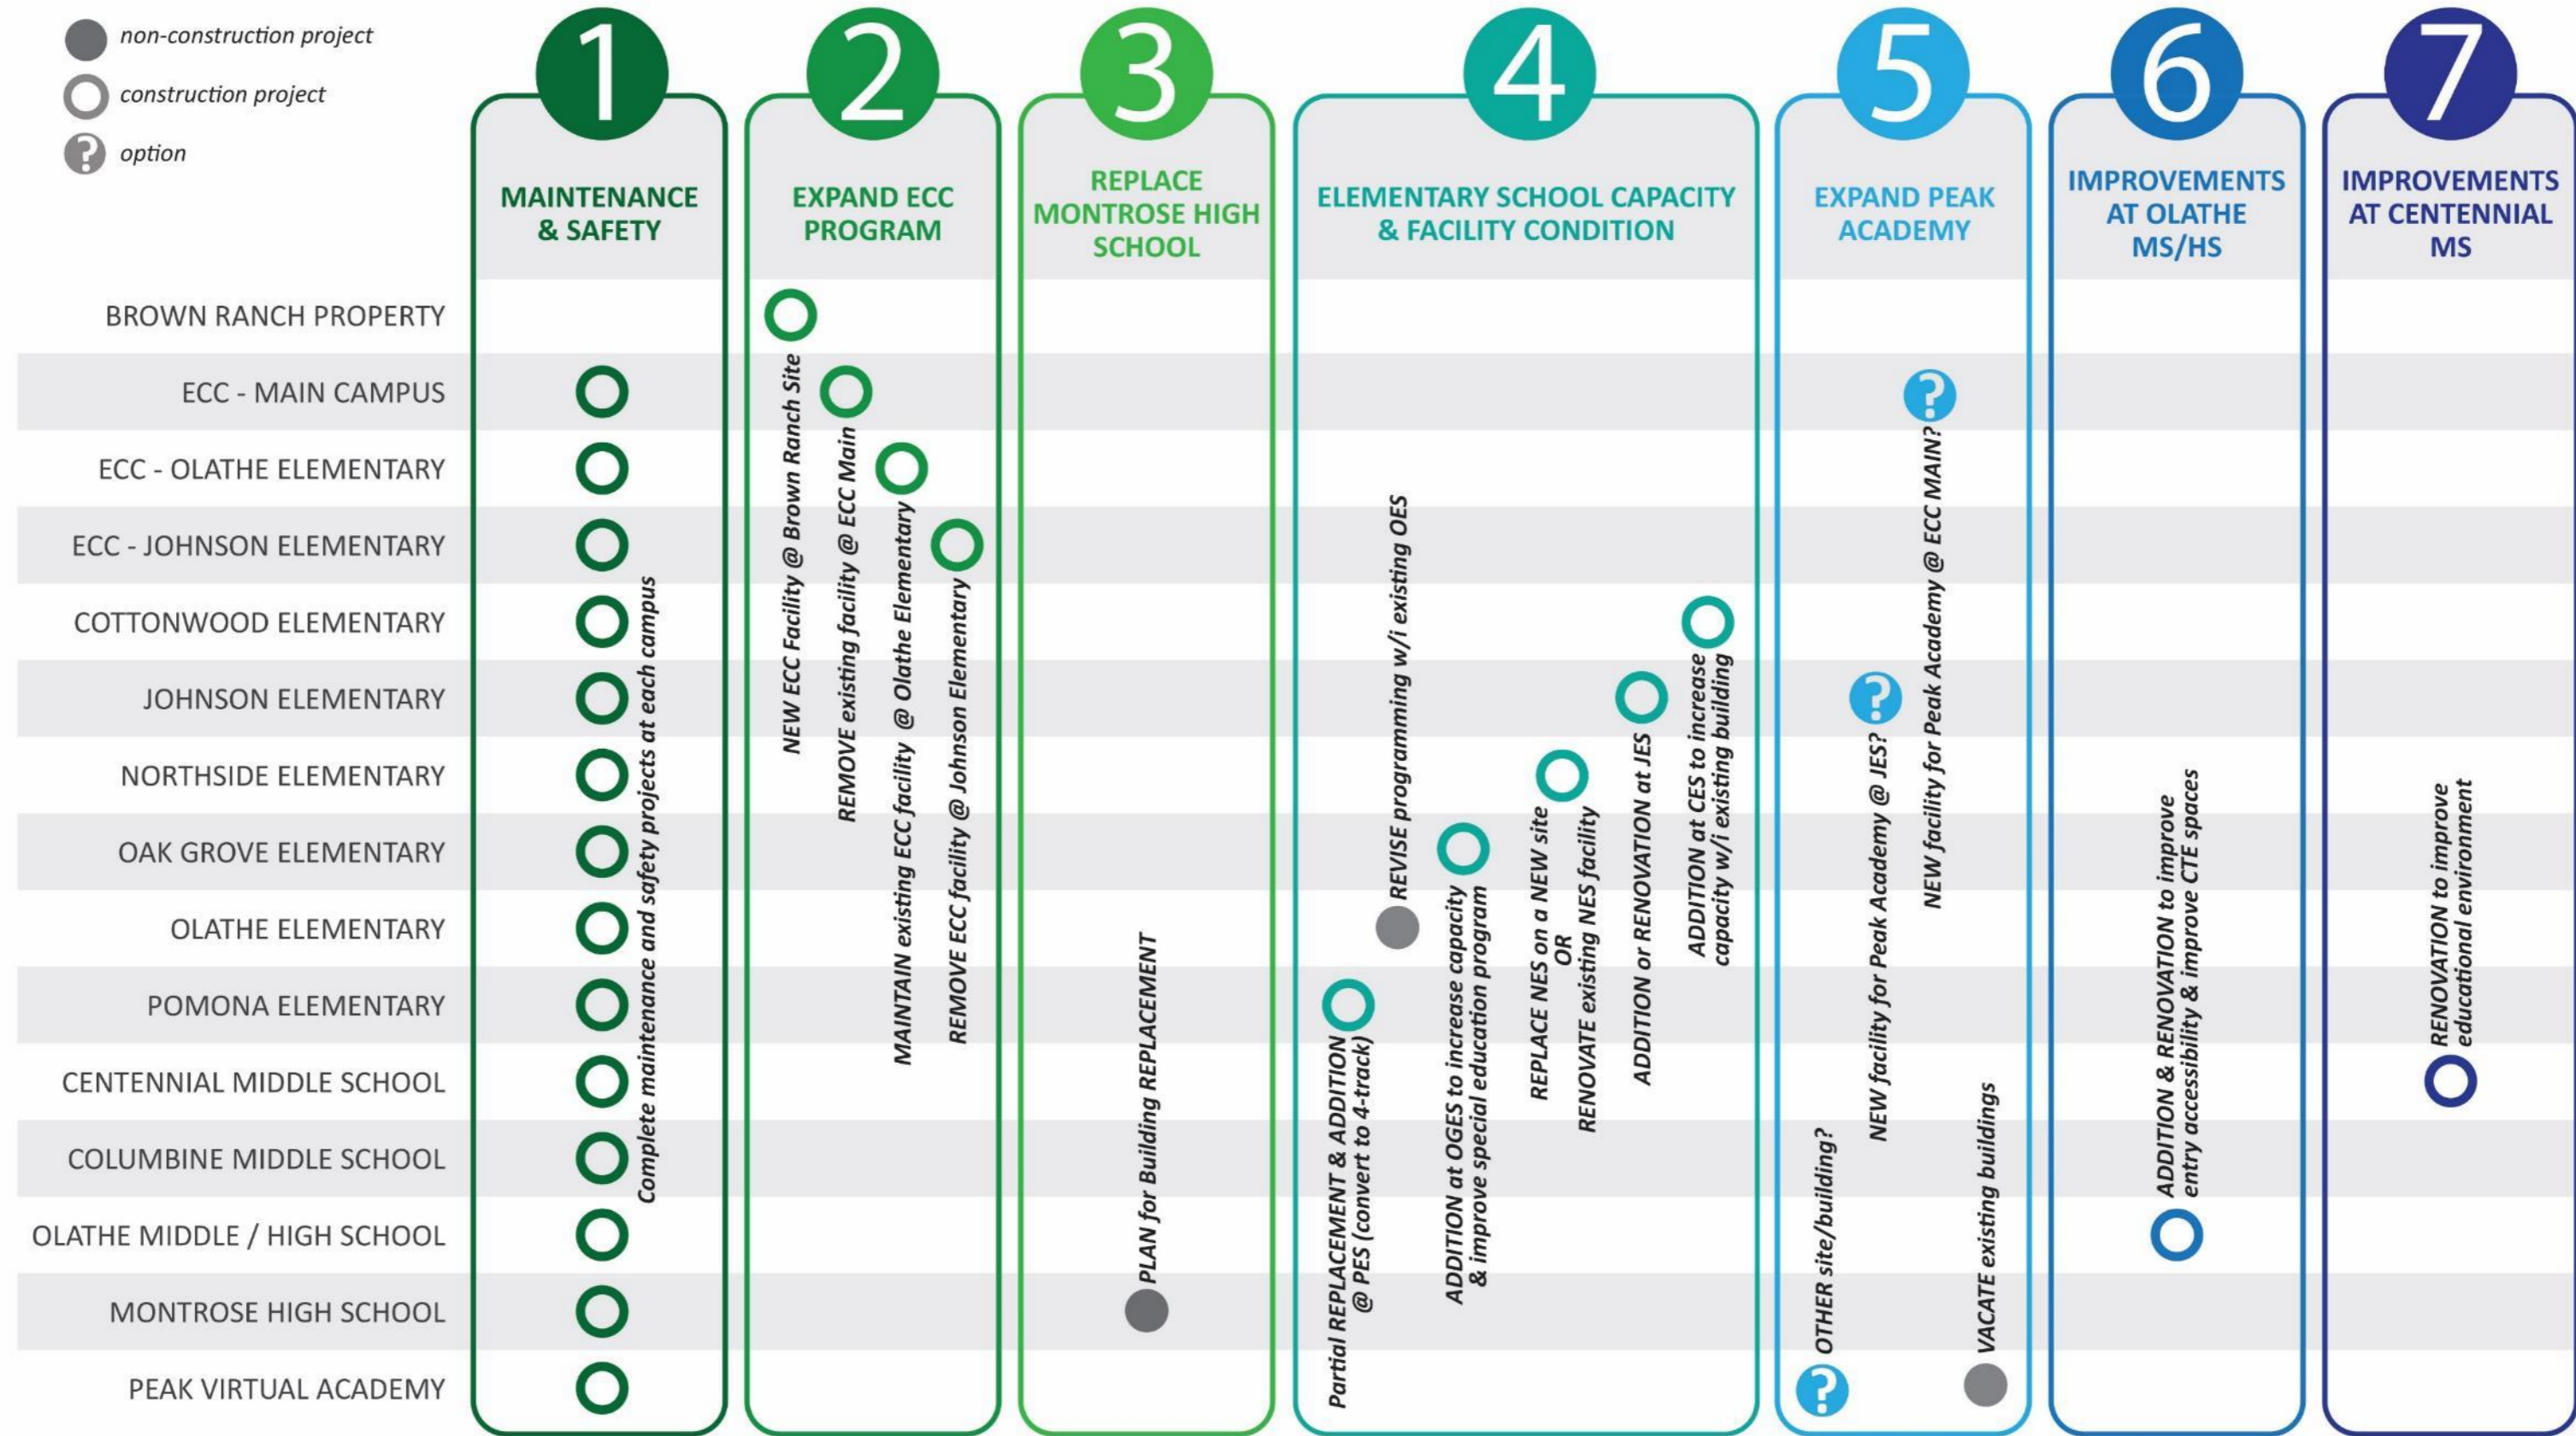 non-construction project
construction project
? option
1
MAINTENANCE
& SAFETY
2
EXPAND ECC
PROGRAM
3
REPLACE
MONTROSE HIGH
SCHOOL
4
ELEMENTARY SCHOOL CAPACITY
& FACILITY CONDITION
5
EXPAND PEAK
ACADEMY
6
IMPROVEMENTS
AT OLATHE
MS/HS
7
IMPROVEMENTS
AT CENTENNIAL
MS
BROWN RANCH PROPERTY
ECC - MAIN CAMPUS
ECC - OLATHE ELEMENTARY
ECC - JOHNSON ELEMENTARY
COTTONWOOD ELEMENTARY
JOHNSON ELEMENTARY
NORTHSIDE ELEMENTARY
OAK GROVE ELEMENTARY
OLATHE ELEMENTARY
POMONA ELEMENTARY
CENTENNIAL MIDDLE SCHOOL
COLUMBINE MIDDLE SCHOOL
OLATHE MIDDLE / HIGH SCHOOL
MONTROSE HIGH SCHOOL
PEAK VIRTUAL ACADEMY
Complete maintenance and safety projects at each campus
NEW ECC Facility @ Brown Ranch Site
REMOVE existing facility @ ECC Main
MAINTAIN existing ECC facility @ Olathe Elementary
REMOVE ECC facility @ Johnson Elementary
PLAN for Building REPLACEMENT
Partial REPLACEMENT & ADDITION
@ PES (convert to 4-track)
REVISE programming w/i existing OES
ADDITION at OGES to increase capacity
& improve special education program
REPLACE NES on a NEW site
OR
RENOVATE existing NES facility
ADDITION or RENOVATION at JES
ADDITION at CES to increase
capacity w/i existing building
? OTHER site/building?
? NEW facility for Peak Academy @ JES?
? NEW facility for Peak Academy @ ECC MAIN?
VACATE existing buildings
ADDITION & RENOVATION to improve
entry accessibility & improve CTE spaces
RENOVATION to improve
educational environment